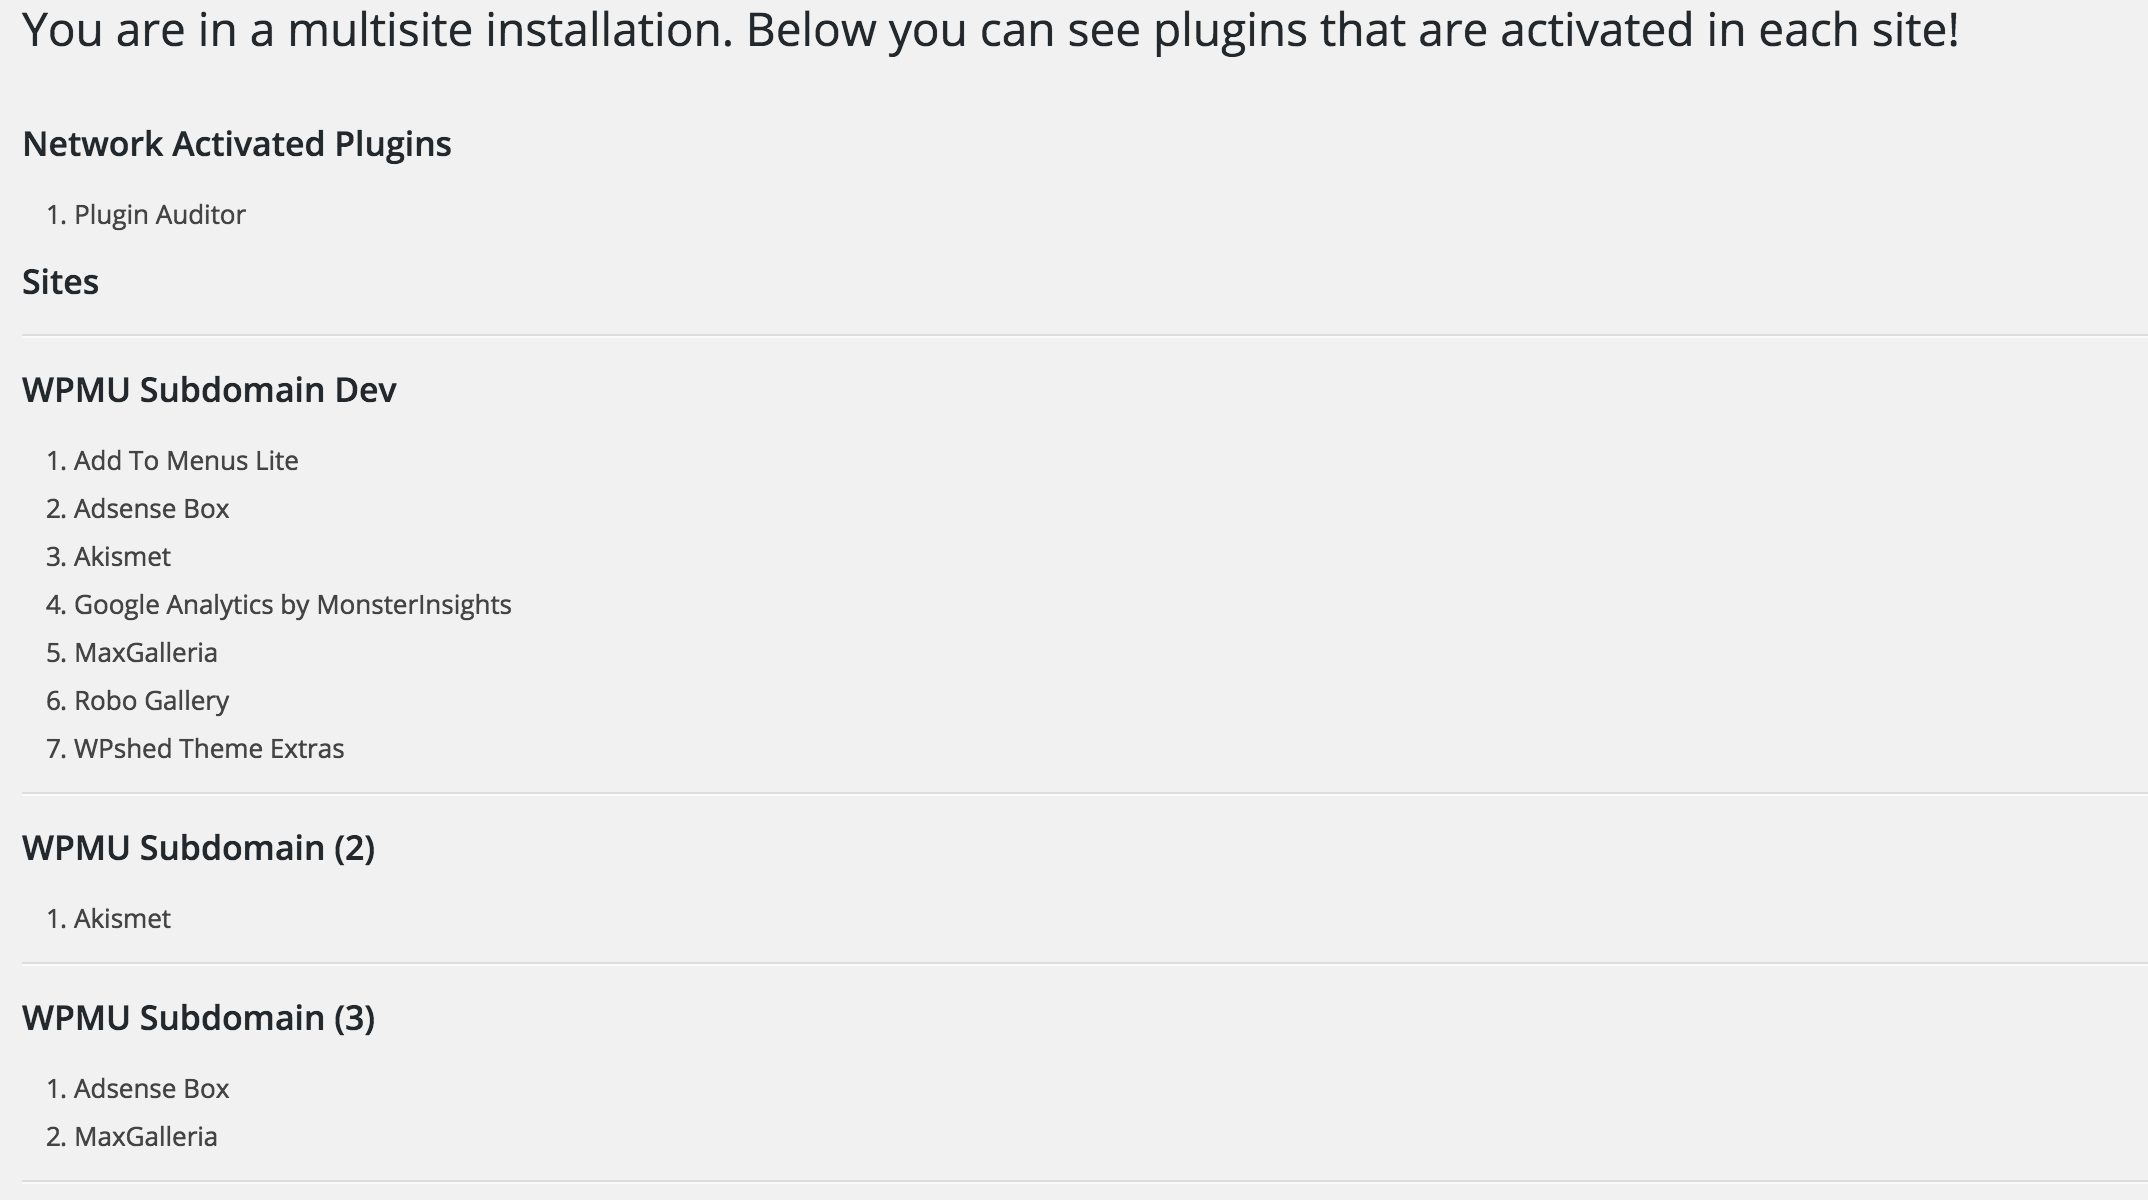 You are in a multisite installation. Below you can see plugins that are activated in each site!
Network Activated Plugins
1. Plugin Auditor
Sites
WPMU Subdomain Dev
1. Add To Menus Lite
2. Adsense Box
3. Akismet
4. Google Analytics by MonsterInsights
5. MaxGalleria
6. Robo Gallery
7. WPshed Theme Extras
WPMU Subdomain (2)
1. Akismet
WPMU Subdomain (3)
1. Adsense Box
2. MaxGalleria